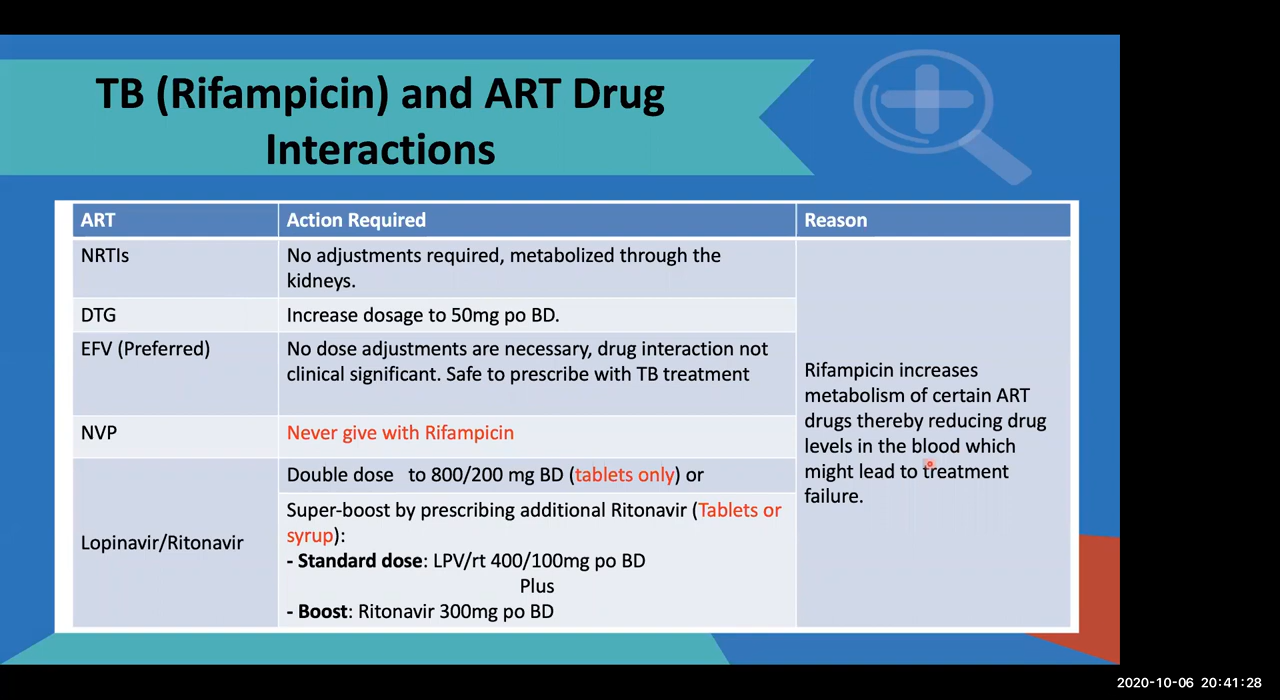 TB (Rifampicin) and ART Drug
Interactions
ART
Action Required
Reason
NRTIs
No adjustments required, metabolized through the
kidneys.
DTG
Increase dosage to 50mg po BD.
EFV (Preferred)
No dose adjustments are necessary, drug interaction not
clinical significant. Safe to prescribe with TB treatment
NVP
Never give with Rifampicin
Lopinavir/Ritonavir
Double dose to 800/200 mg BD (tablets only) or
Super-boost by prescribing additional Ritonavir (Tablets or
syrup):
- Standard dose: LPV/rt 400/100mg po BD
Plus
- Boost: Ritonavir 300mg po BD
Rifampicin increases
metabolism of certain ART
drugs thereby reducing drug
levels in the blood which
might lead to treatment
failure.
2020-10-06 20:41:28